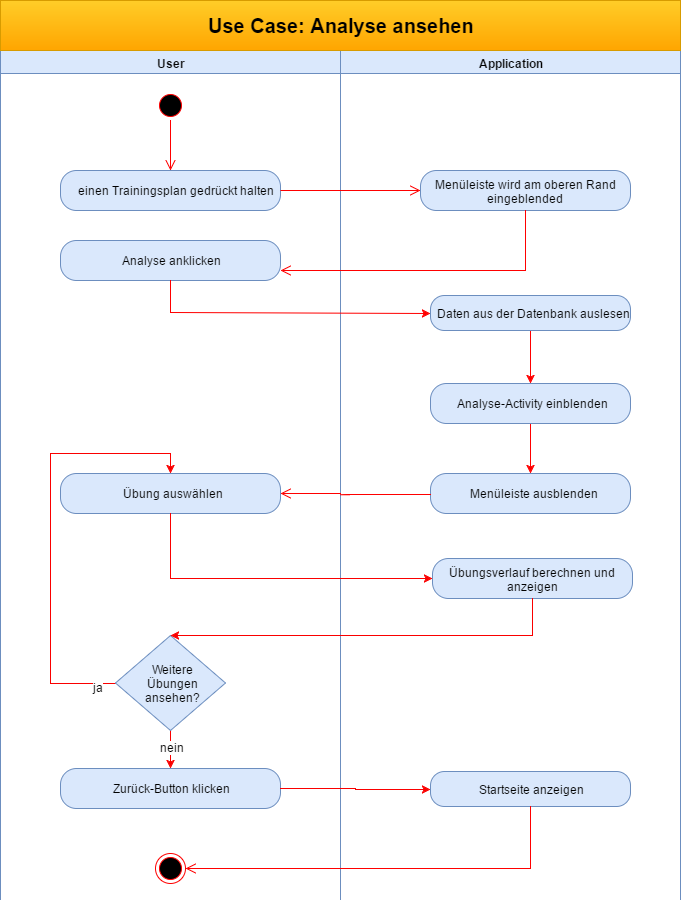 Use Case: Analyse ansehen
User
Application
einen Trainingsplan gedrückt halten
Menüleiste wird am oberen Rand
eingeblended
Analyse anklicken
Daten aus der Datenbank auslesen
Analyse-Activity einblenden
Übung auswählen
Menüleiste ausblenden
Übungsverlauf berechnen und
anzeigen
Weitere
Übungen
ansehen?
ja
nein
Zurück-Button klicken
Startseite anzeigen